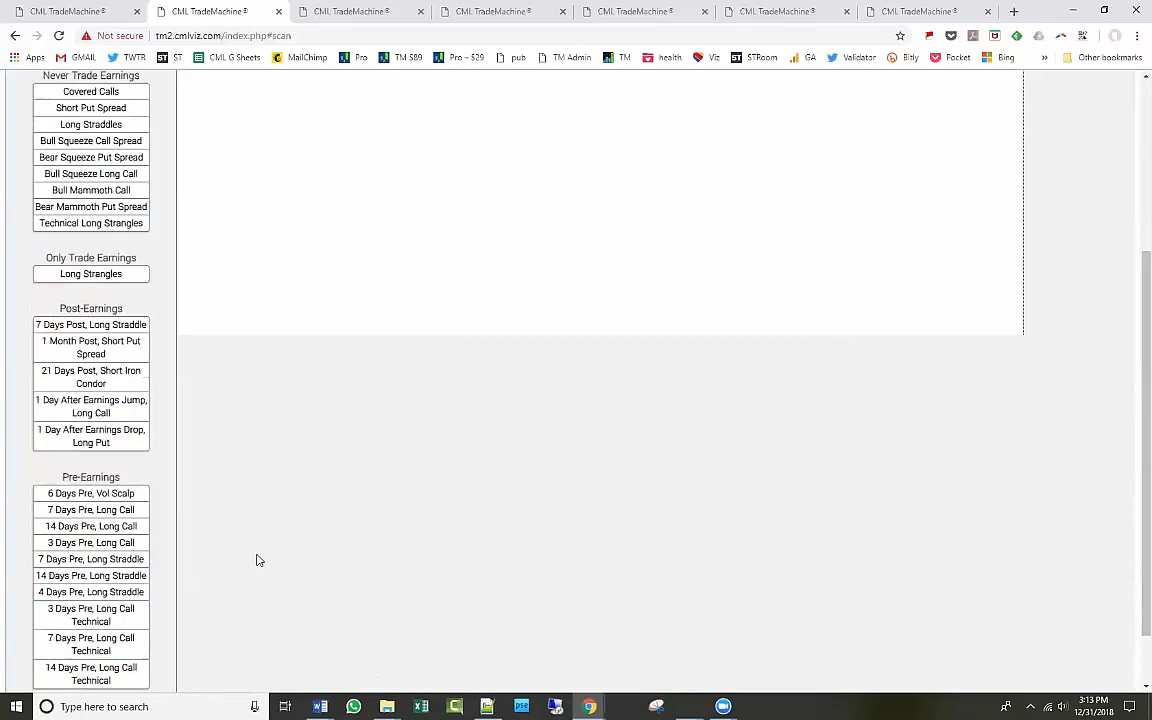 CML TradeMachine®
CML TradeMachine®
CML TradeMachine®
CML TradeMachine®
CML TradeMachine®
CML TradeMachine®
CML TradeMachine®
Not secure
tm2.cmlviz.com/index.php#scan
Apps
GMAIL
TWTR
ST
CML G Sheets
MailChimp
Pro
TM $89
Pro – $29
pub
TM Admin
TM
health
Viz
STRoom
GA
Validator
Bitly
Pocket
Bing
»
Other bookmarks
Never Trade Earnings
Covered Calls
Short Put Spread
Long Straddles
Bull Squeeze Call Spread
Bear Squeeze Put Spread
Bull Squeeze Long Call
Bull Mammoth Call
Bear Mammoth Put Spread
Technical Long Strangles
Only Trade Earnings
Long Strangles
Post-Earnings
7 Days Post, Long Straddle
1 Month Post, Short Put
Spread
21 Days Post, Short Iron
Condor
1 Day After Earnings Jump,
Long Call
1 Day After Earnings Drop,
Long Put
Pre-Earnings
6 Days Pre, Vol Scalp
7 Days Pre, Long Call
14 Days Pre, Long Call
3 Days Pre, Long Call
7 Days Pre, Long Straddle
14 Days Pre, Long Straddle
4 Days Pre, Long Straddle
3 Days Pre, Long Call
Technical
7 Days Pre, Long Call
Technical
14 Days Pre, Long Call
Technical
Type here to search
3:13 PM
12/31/2018